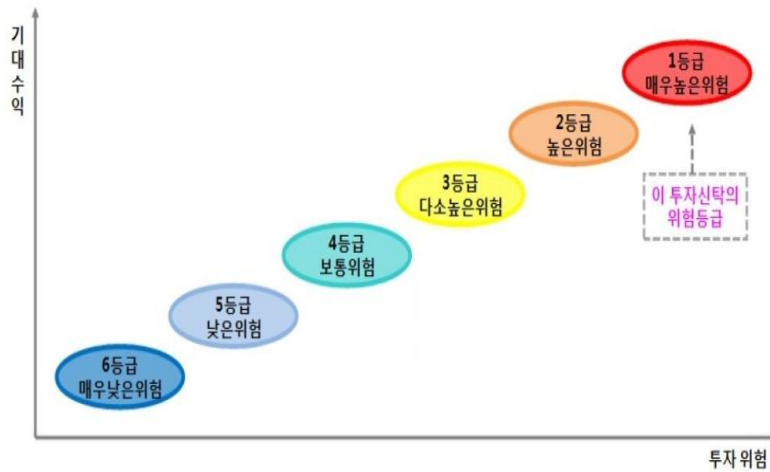 기대수익
1등급
매우높은위험
2등급
높은위험
이 투자신탁의
위험등급
3등급
다소높은위험
4등급
보통위험
5등급
낮은위험
6등급
매우낮은위험
투자 위험